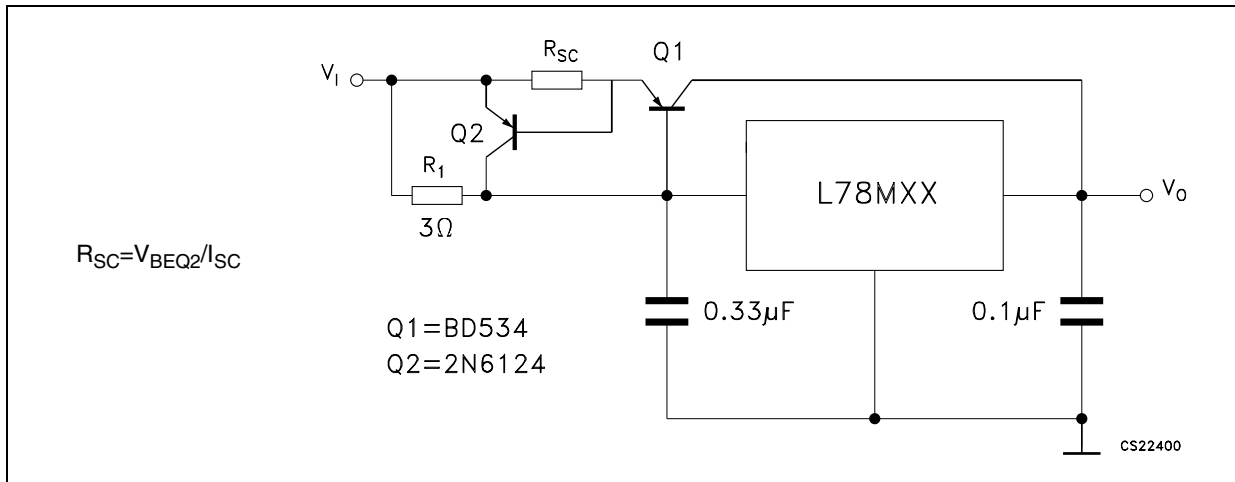 R_SC
Q1
V_I
Q2
R_1
3Ω
L78MXX
V_O
R_SC=V_BEQ2/I_SC
0.33µF
0.1µF
Q1=BD534
Q2=2N6124
CS22400